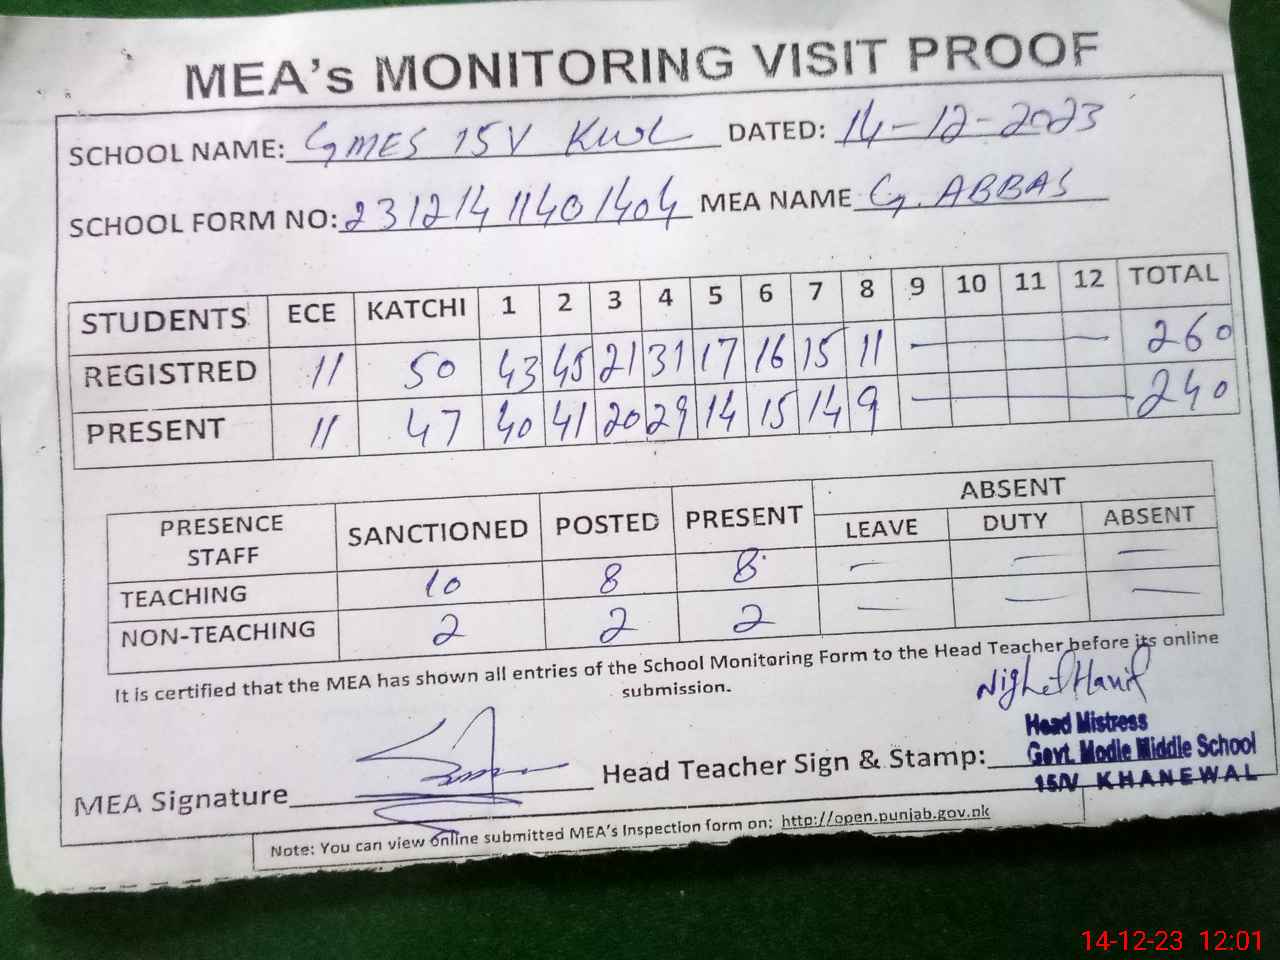 MEA's MONITORING VISIT PROOF
SCHOOL NAME: GMES 15V KWL DATED: 14-12-2023
SCHOOL FORM NO: 231214 1140 1404 MEA NAME G. ABBAS
STUDENTS ECE KATCHI 1 2 3 4 5 6 7 8 9 10 11 12 TOTAL
REGISTRED 11 50 43 45 21 31 17 16 15 11 — — 260
PRESENT 11 47 40 41 20 29 14 15 14 9 — 240
PRESENCE STAFF SANCTIONED POSTED PRESENT ABSENT
LEAVE DUTY ABSENT
TEACHING 10 8 8 — — —
NON-TEACHING 2 2 2 — — —
It is certified that the MEA has shown all entries of the School Monitoring Form to the Head Teacher before its online
submission.
Nighet Hanif
Head Mistress
Govt. Modle Middle School
15/V KHANEWAL
MEA Signature Head Teacher Sign & Stamp:
Note: You can view online submitted MEA's Inspection form on: http://open.punjab.gov.nk
14-12-23 12:01